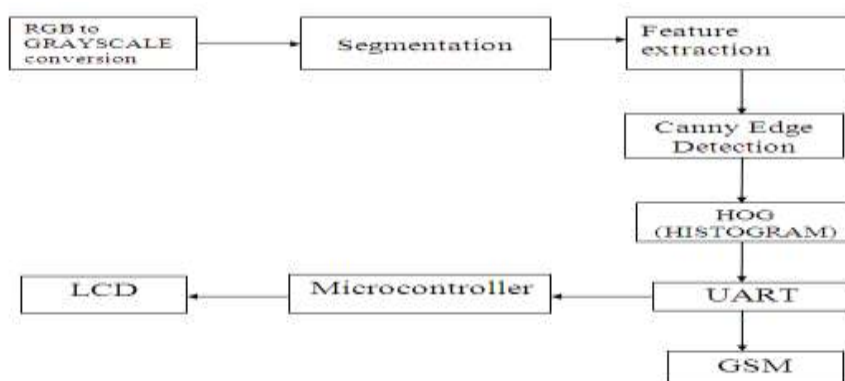 RGB to
GRAYSCALE
conversion
Segmentation
Feature
extraction
Canny Edge
Detection
HOG
(HISTOGRAM)
LCD
Microcontroller
UART
GSM